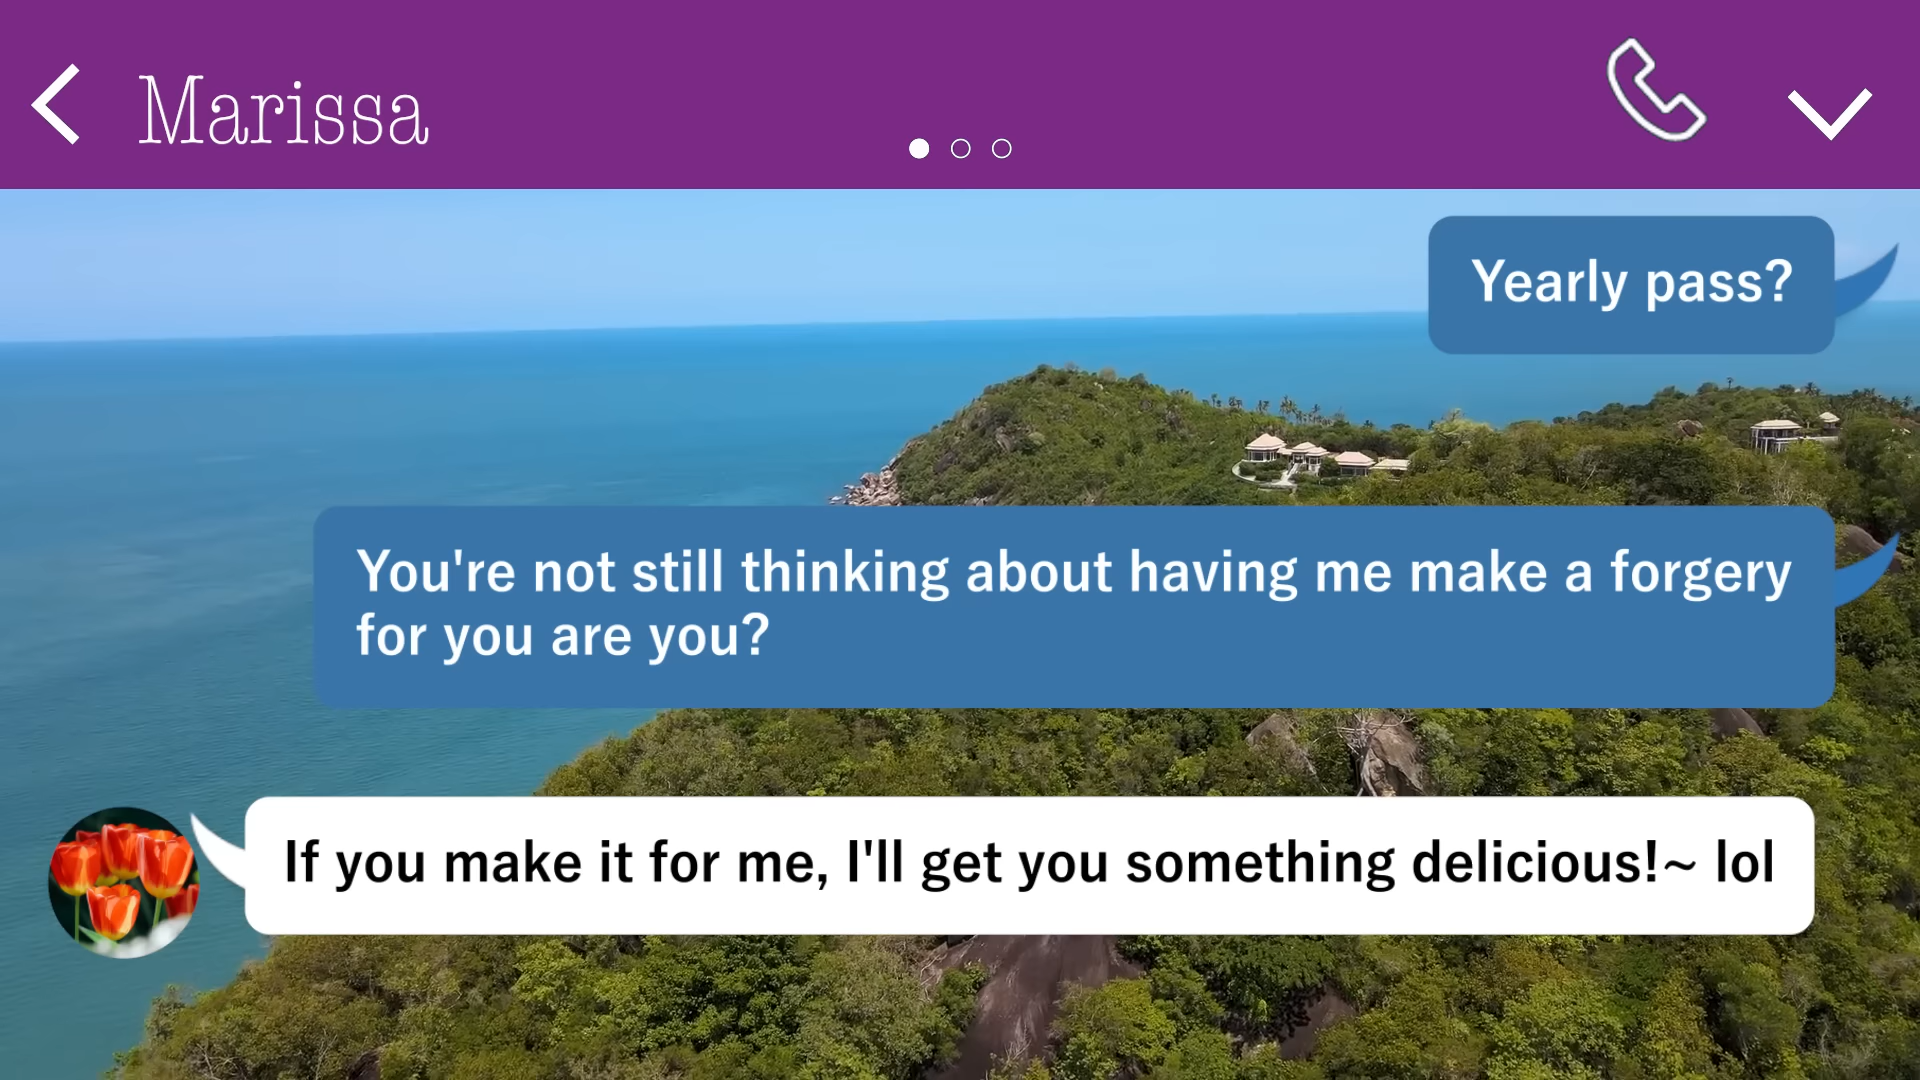 Marissa
Yearly pass?
You're not still thinking about having me make a forgery
for you are you?
If you make it for me, I'll get you something delicious!~ lol